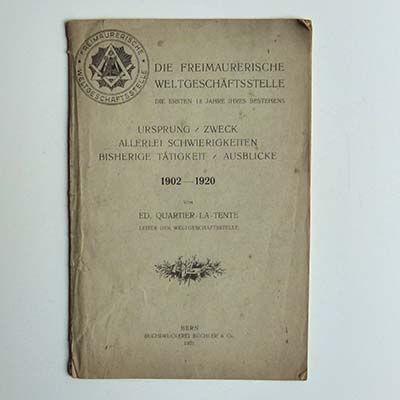 FREIMAURERISCHE
WELTGESCHÄFTSSTELLE
DIE FREIMAURERISCHE
WELTGESCHÄFTSSTELLE
DIE ERSTEN 18 JAHRE IHRES BESTEHENS
URSPRUNG / ZWECK
ALLERLEI SCHWIERIGKEITEN
BISHERIGE TÄTIGKEIT / AUSBLICKE
1902—1920
VON
ED. QUARTIER-LA-TENTE
LEITER DER WELTGESCHÄFTSSTELLE
BERN
BUCHDRUCKEREI BÜCHLER & Co.